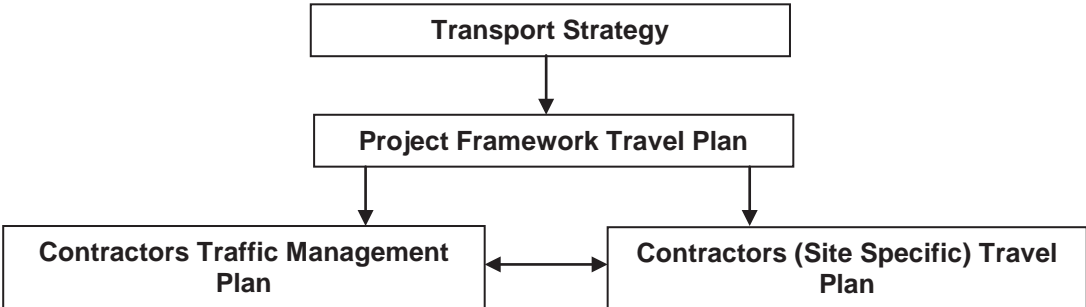 Transport Strategy
Project Framework Travel Plan
Contractors Traffic Management
Plan
Contractors (Site Specific) Travel
Plan